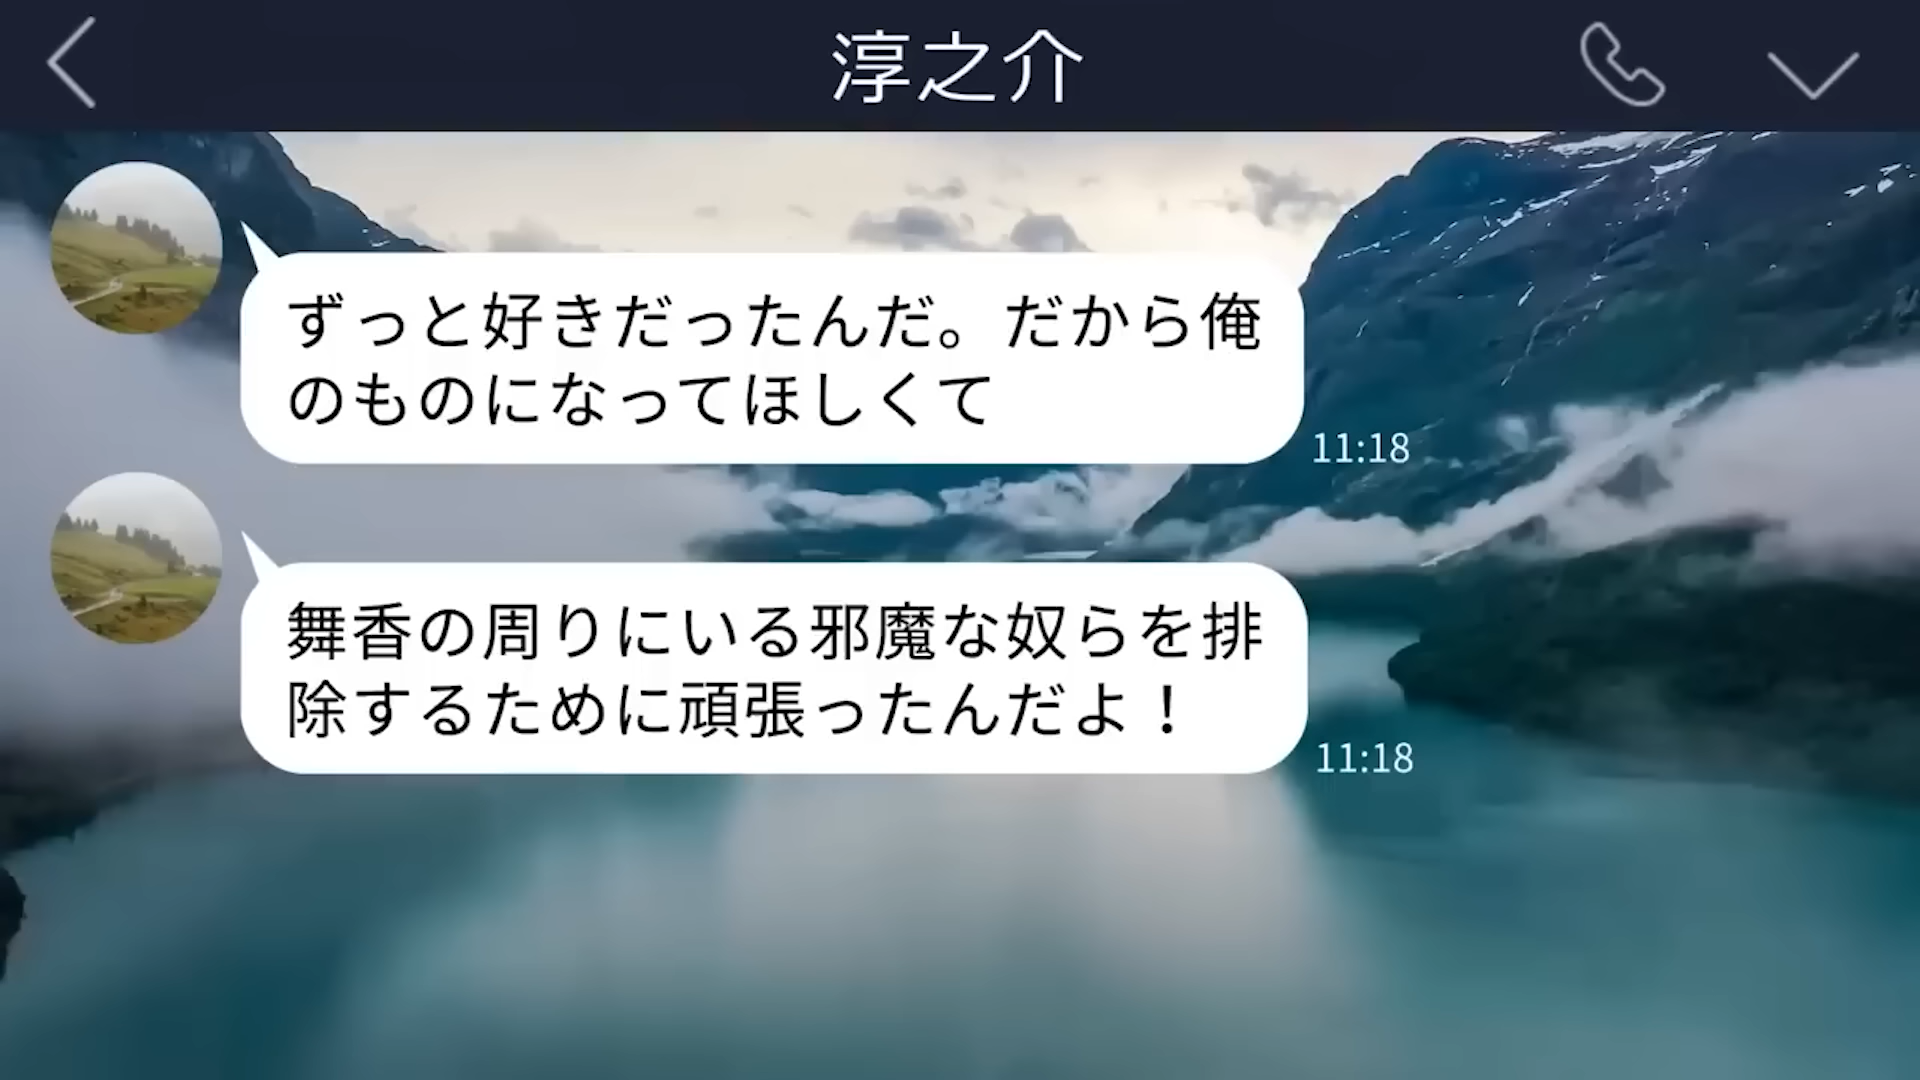 淳之介
ずっと好きだったんだ。だから俺
のものになってほしくて
11:18
舞香の周りにいる邪魔な奴らを排
除するために頑張ったんだよ！
11:18